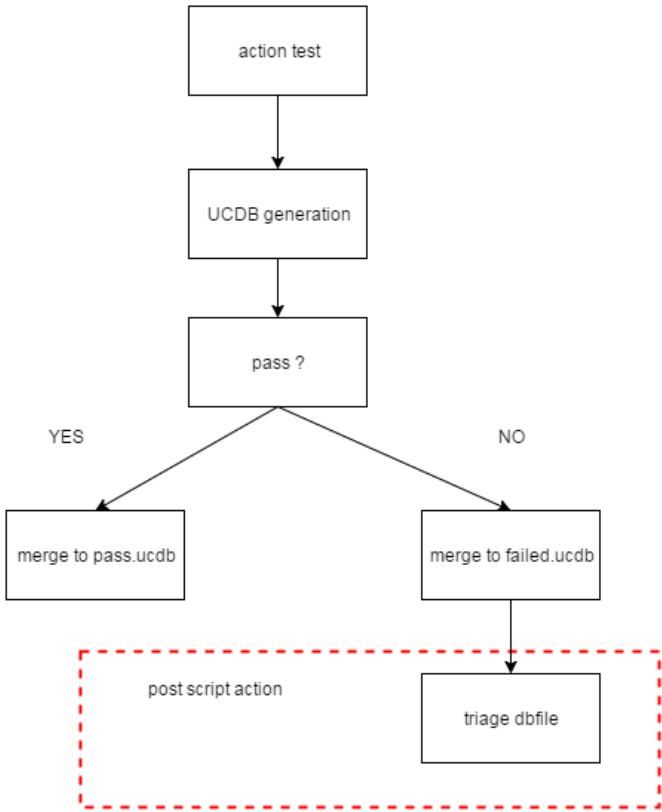 action test
UCDB generation
pass ?
YES
NO
merge to pass.ucdb
merge to failed.ucdb
post script action
triage dbfile